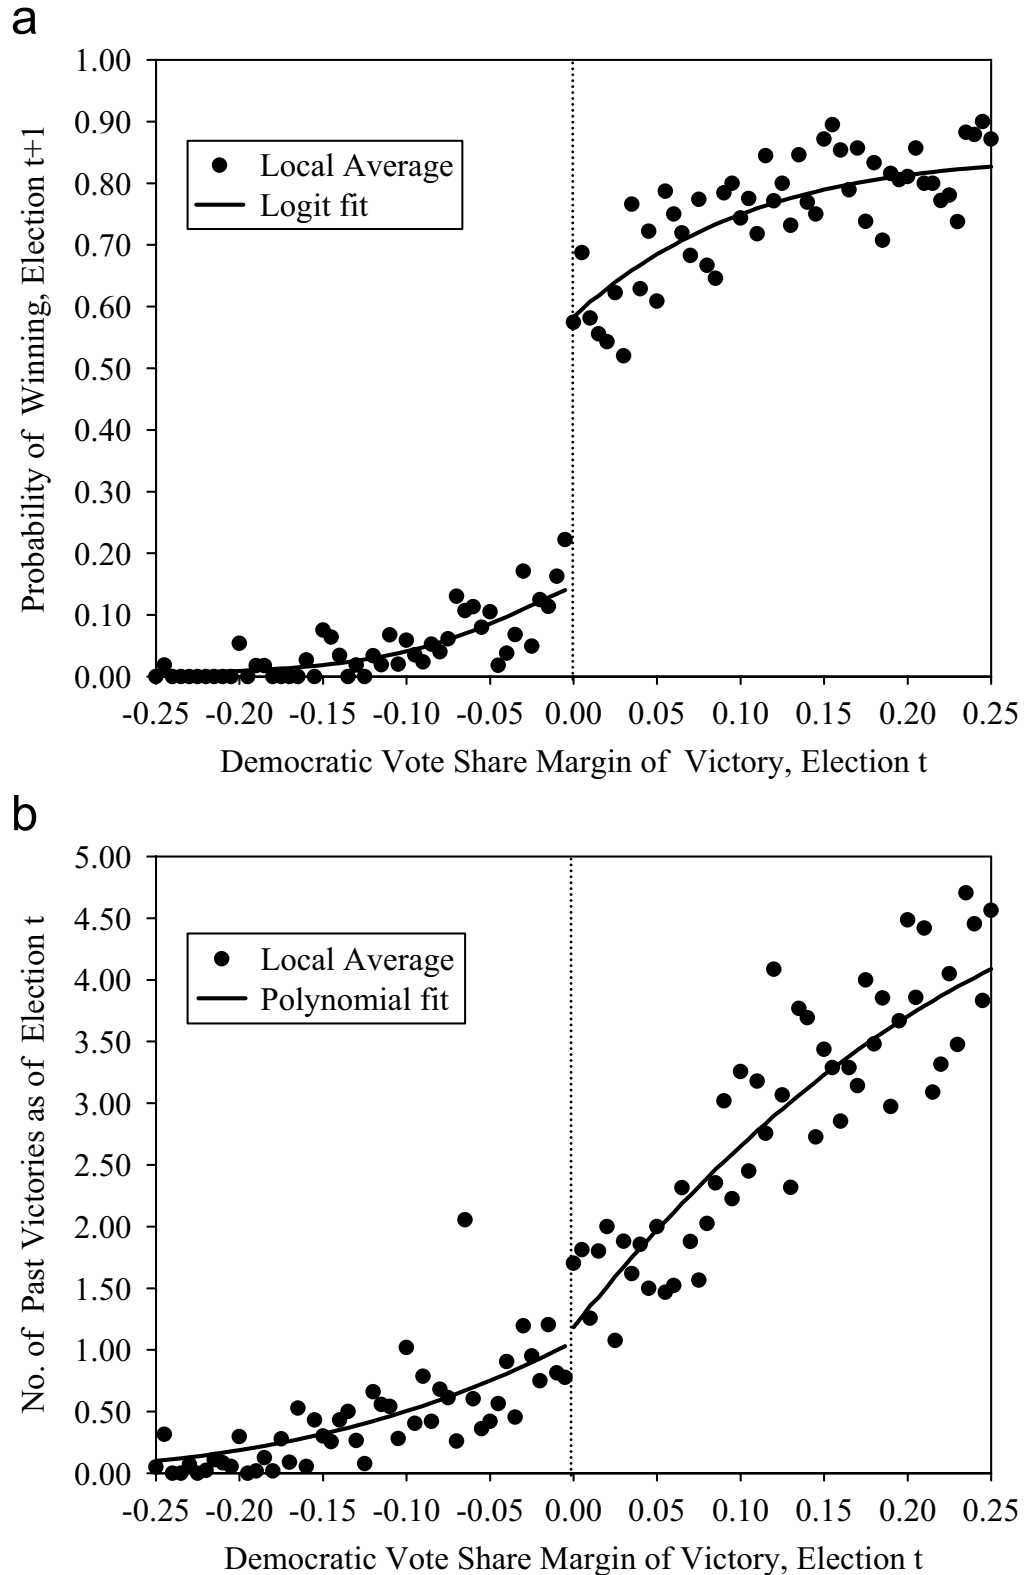 a
1.00
0.90
0.80
0.70
0.60
0.50
0.40
0.30
0.20
0.10
0.00
Probability of Winning, Election t+1
Local Average
Logit fit
-0.25 -0.20 -0.15 -0.10 -0.05 0.00 0.05 0.10 0.15 0.20 0.25
Democratic Vote Share Margin of Victory, Election t
b
5.00
4.50
4.00
3.50
3.00
2.50
2.00
1.50
1.00
0.50
0.00
No. of Past Victories as of Election t
Local Average
Polynomial fit
-0.25 -0.20 -0.15 -0.10 -0.05 0.00 0.05 0.10 0.15 0.20 0.25
Democratic Vote Share Margin of Victory, Election t